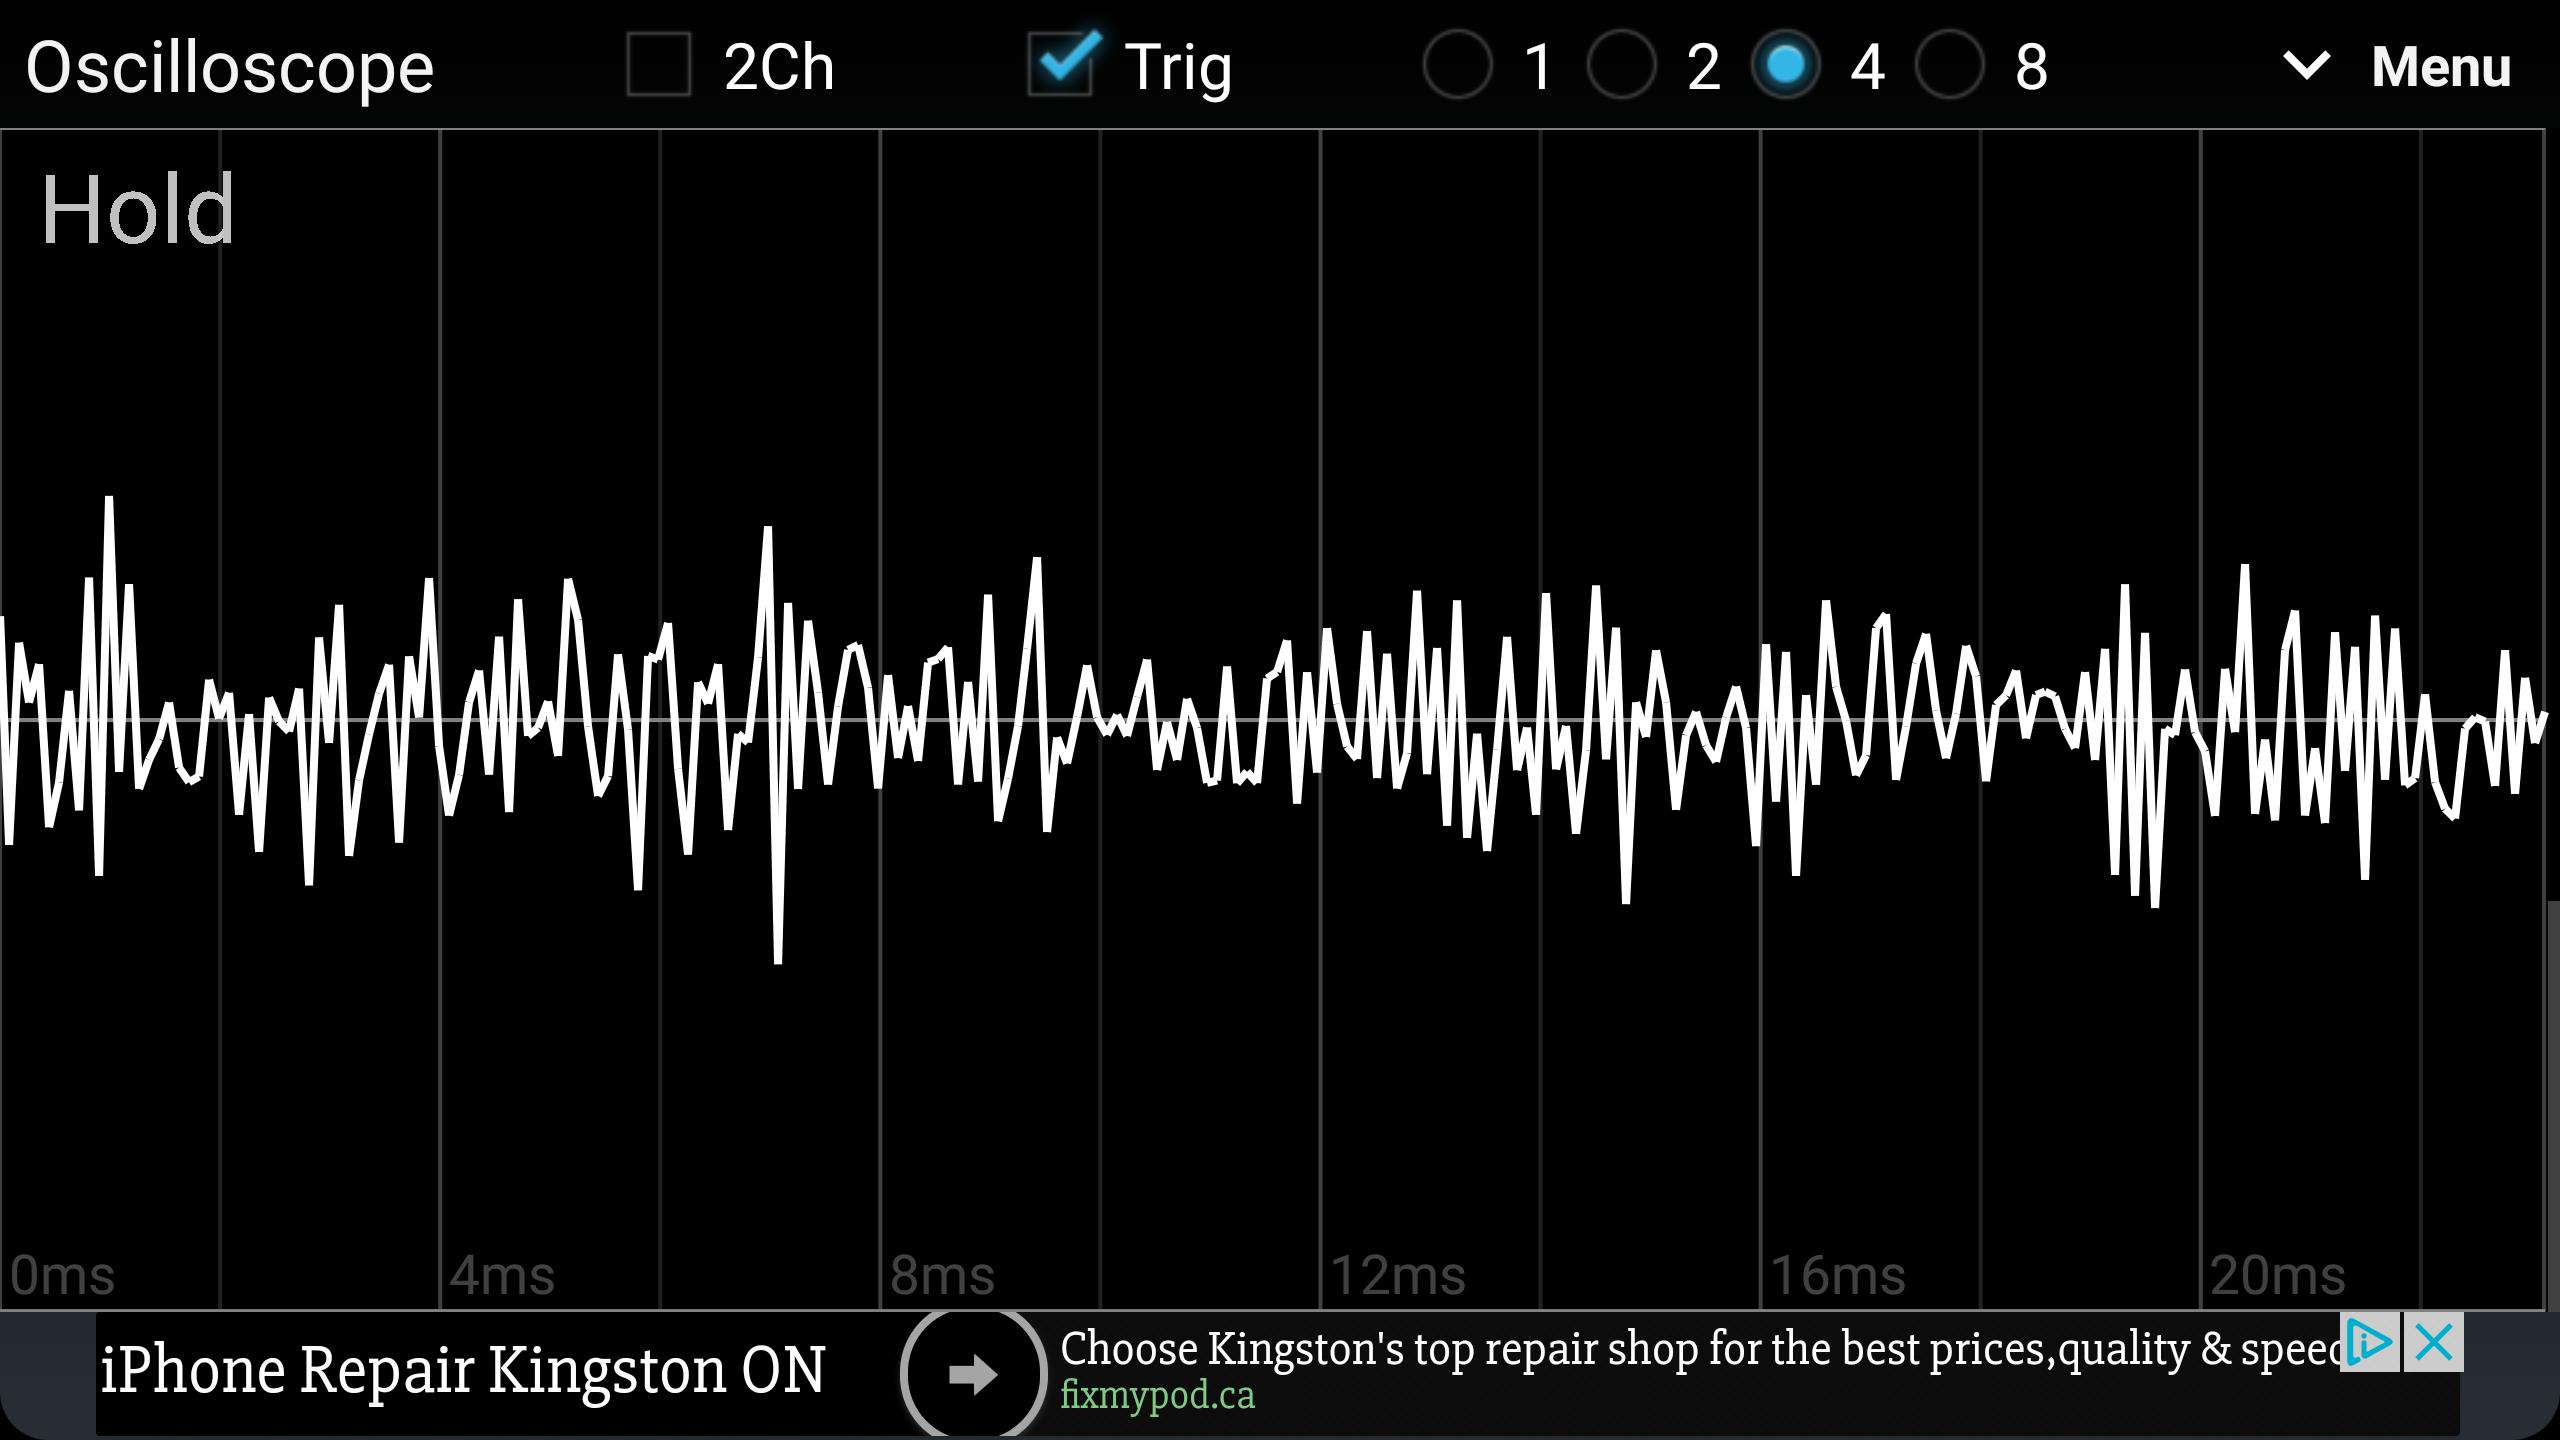 Oscilloscope 2Ch Trig 1 2 4 8 Menu
Hold
0ms 4ms 8ms 12ms 16ms 20ms
iPhone Repair Kingston ON
Choose Kingston's top repair shop for the best prices,quality & speed
fixmypod.ca